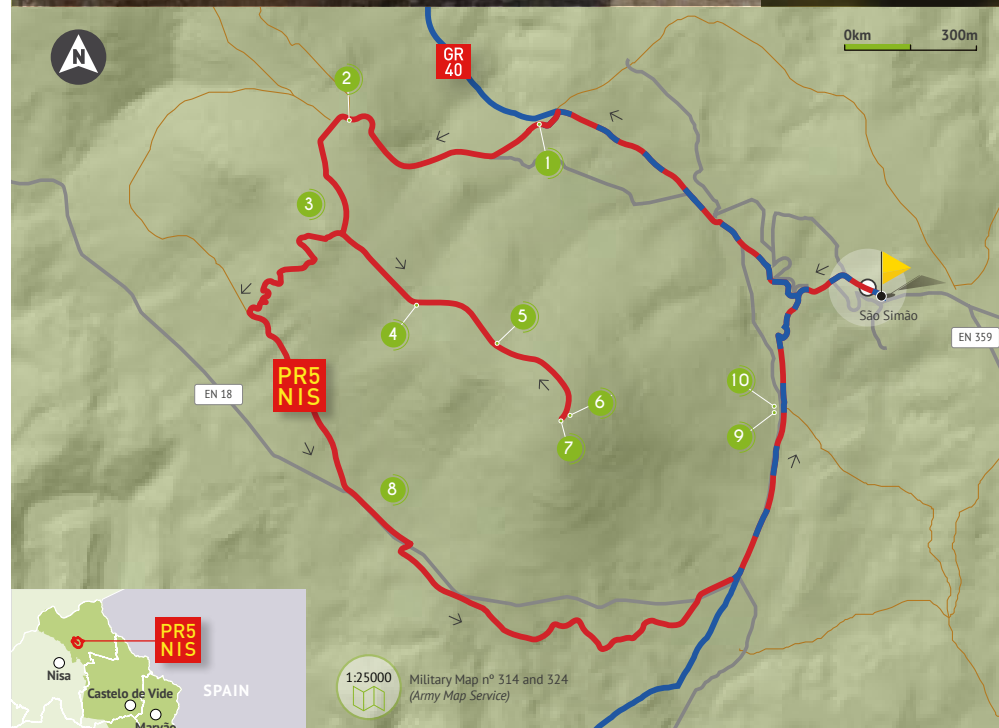 N
GR
40
0km 300m
2
1
3
São Simão
EN 359
4
5
EN 18
PR5
NIS
10
6
9
7
8
PR5
NIS
Nisa
Castelo de Vide
SPAIN
Marvão
1:25000
Military Map nº 314 and 324
(Army Map Service)